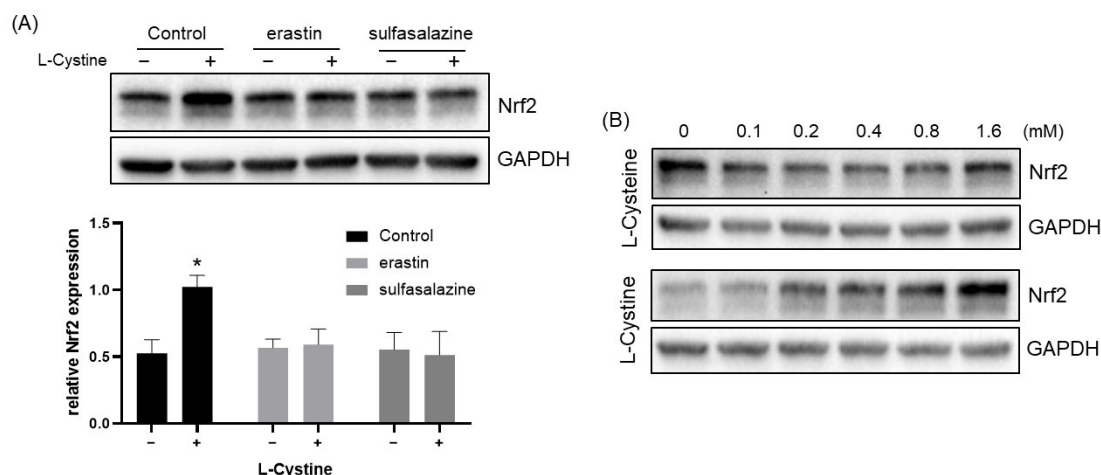 (A)
Control erastin sulfasalazine
L-Cystine − + − + − +
Nrf2
GAPDH
1.5
1.0
0.5
0.0
relative Nrf2 expression
*
Control
erastin
sulfasalazine
− + − + − +
L-Cystine
(B)
0 0.1 0.2 0.4 0.8 1.6 (mM)
L-Cysteine
Nrf2
GAPDH
L-Cystine
Nrf2
GAPDH